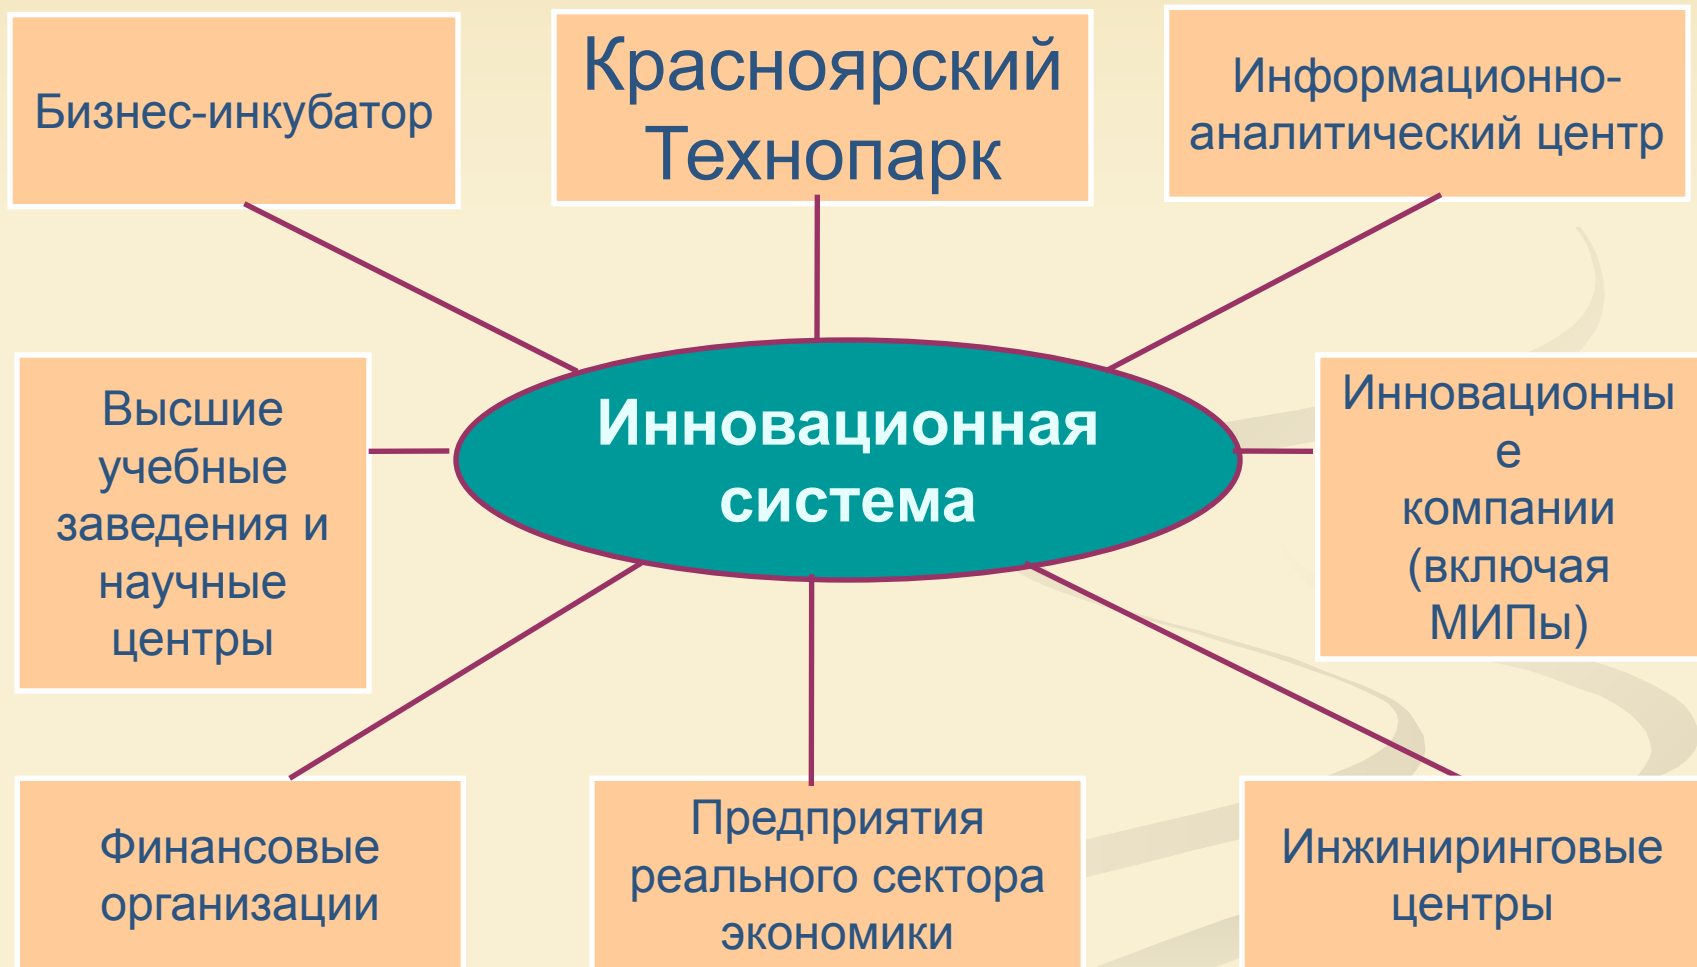 Бизнес-инкубатор
Красноярский
Технопарк
Информационно-
аналитический центр
Высшие
учебные
заведения и
научные
центры
Инновационная
система
Инновационны
е
компании
(включая
МИПы)
Финансовые
организации
Предприятия
реального сектора
экономики
Инжиниринговые
центры